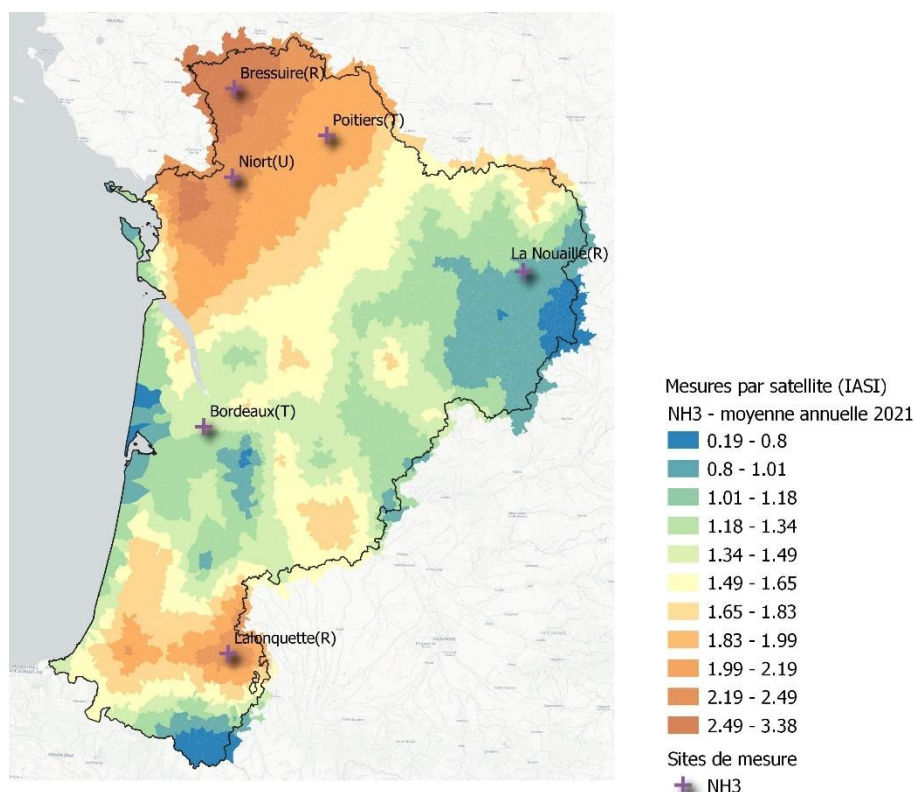 Bressuire(R)
Poitiers(T)
Niort(U)
La Nouaille(R)
Bordeaux(T)
Lalonquette(R)
Mesures par satellite (IASI)
NH3 - moyenne annuelle 2021
0.19 - 0.8
0.8 - 1.01
1.01 - 1.18
1.18 - 1.34
1.34 - 1.49
1.49 - 1.65
1.65 - 1.83
1.83 - 1.99
1.99 - 2.19
2.19 - 2.49
2.49 - 3.38
Sites de mesure
NH3